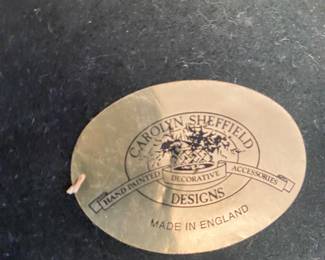 CAROLYN SHEFFIELD
HAND PAINTED DECORATIVE ACCESSORIES
DESIGNS
MADE IN ENGLAND